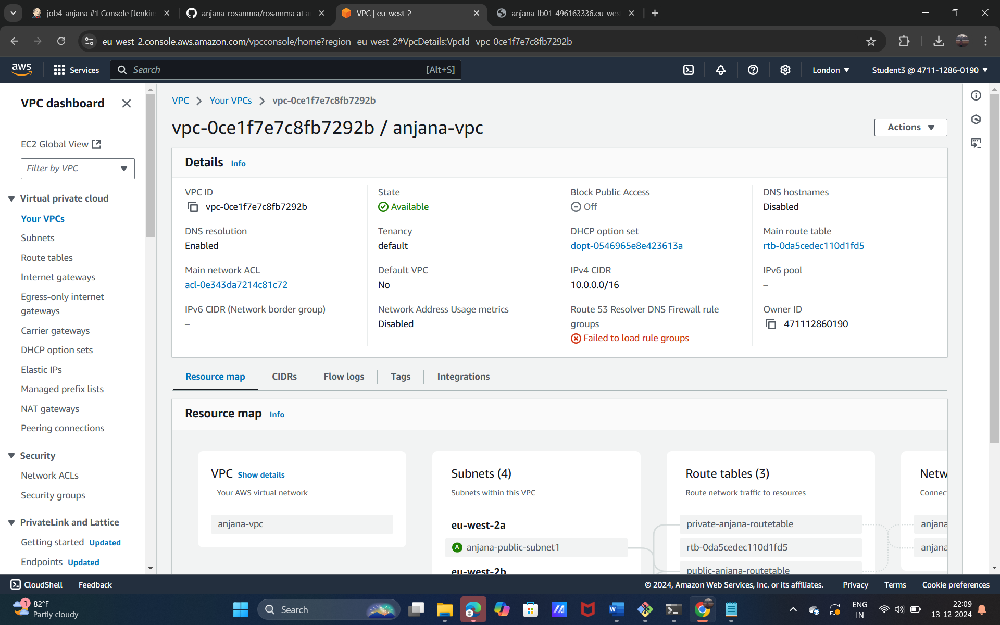 job4-anjana #1 Console [Jenkin
anjana-rosamma/rosamma at a
VPC | eu-west-2
anjana-lb01-496163336.eu-wes
eu-west-2.console.aws.amazon.com/vpcconsole/home?region=eu-west-2#VpcDetails:VpcId=vpc-0ce1f7e7c8fb7292b
aws
Services
Search
[Alt+S]
London
Student3 @ 4711-1286-0190
VPC dashboard
EC2 Global View
Filter by VPC
Virtual private cloud
Your VPCs
Subnets
Route tables
Internet gateways
Egress-only internet
gateways
Carrier gateways
DHCP option sets
Elastic IPs
Managed prefix lists
NAT gateways
Peering connections
Security
Network ACLs
Security groups
PrivateLink and Lattice
Getting started Updated
Endpoints Updated
VPC
Your VPCs
vpc-0ce1f7e7c8fb7292b
vpc-0ce1f7e7c8fb7292b / anjana-vpc
Actions
Details Info
VPC ID
vpc-0ce1f7e7c8fb7292b
State
Available
Block Public Access
Off
DNS hostnames
Disabled
DNS resolution
Enabled
Tenancy
default
DHCP option set
dopt-0546965e8e423613a
Main route table
rtb-0da5cedec110d1fd5
Main network ACL
acl-0e343da7214c81c72
Default VPC
No
IPv4 CIDR
10.0.0.0/16
IPv6 pool
–
IPv6 CIDR (Network border group)
–
Network Address Usage metrics
Disabled
Route 53 Resolver DNS Firewall rule
groups
Failed to load rule groups
Owner ID
471112860190
Resource map
CIDRs
Flow logs
Tags
Integrations
Resource map Info
VPC Show details
Your AWS virtual network
anjana-vpc
Subnets (4)
Subnets within this VPC
eu-west-2a
A anjana-public-subnet1
eu-west-2b
Route tables (3)
Route network traffic to resources
private-anjana-routetable
rtb-0da5cedec110d1fd5
public-anjana-routetable
Netw
Connect
anjana
anjana
CloudShell
Feedback
© 2024, Amazon Web Services, Inc. or its affiliates.
Privacy
Terms
Cookie preferences
1
82°F
Partly cloudy
Search
ENG
IN
22:09
13-12-2024